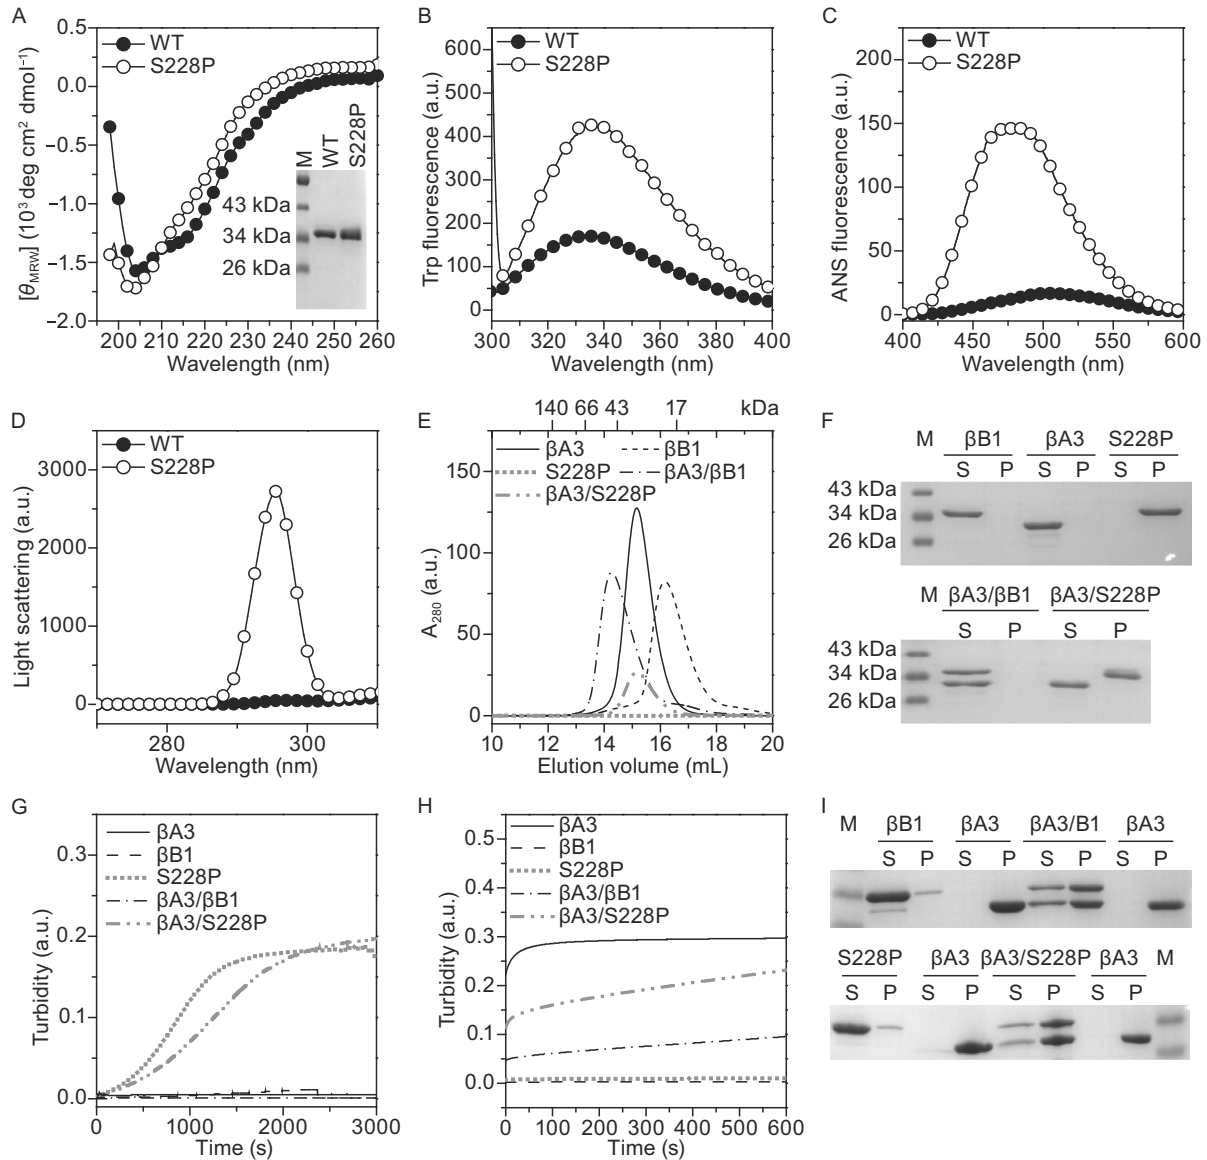 A
0.5
0.0
−0.5
−1.0
−1.5
−2.0
[θMRW] (10³ deg cm² dmol⁻¹)
WT
S228P
M
WT
S228P
43 kDa
34 kDa
26 kDa
200 210 220 230 240 250 260
Wavelength (nm)
B
600
500
400
300
200
100
0
Trp fluorescence (a.u.)
WT
S228P
300 320 340 360 380 400
Wavelength (nm)
C
200
150
100
50
0
ANS fluorescence (a.u.)
WT
S228P
400 450 500 550 600
Wavelength (nm)
D
3000
2000
1000
0
Light scattering (a.u.)
WT
S228P
280 300
Wavelength (nm)
E
140 66 43 17 kDa
150
100
50
0
A₂₈₀ (a.u.)
βA3 βB1
S228P βA3/βB1
βA3/S228P
10 12 14 16 18 20
Elution volume (mL)
F
M βB1 βA3 S228P
S P S P S P
43 kDa
34 kDa
26 kDa
M βA3/βB1 βA3/S228P
S P S P
43 kDa
34 kDa
26 kDa
G
0.3
0.2
0.1
0.0
Turbidity (a.u.)
βA3
βB1
S228P
βA3/βB1
βA3/S228P
0 1000 2000 3000
Time (s)
H
0.5
0.4
0.3
0.2
0.1
0.0
Turbidity (a.u.)
βA3
βB1
S228P
βA3/βB1
βA3/S228P
0 100 200 300 400 500 600
Time (s)
I
M βB1 βA3 βA3/B1 βA3
S P S P S P S P
S228P βA3 βA3/S228P βA3 M
S P S P S P S P